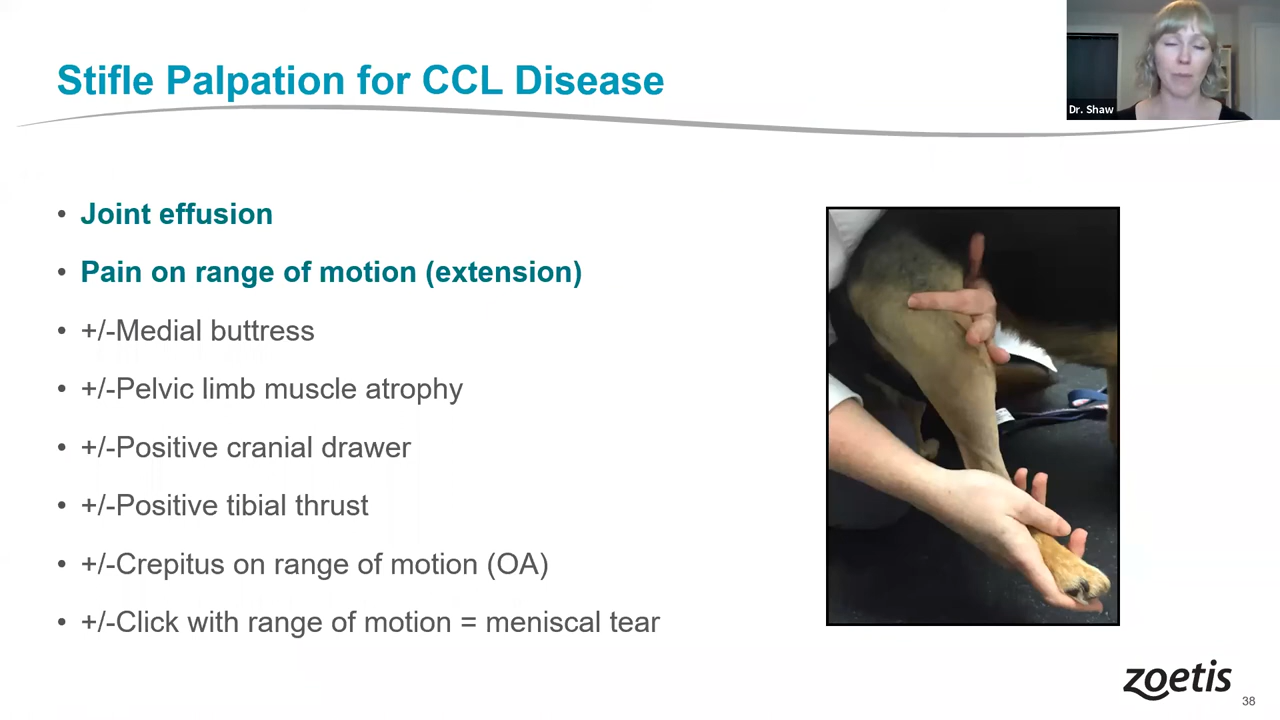 Stifle Palpation for CCL Disease
Dr. Shaw
• Joint effusion
• Pain on range of motion (extension)
• +/-Medial buttress
• +/-Pelvic limb muscle atrophy
• +/-Positive cranial drawer
• +/-Positive tibial thrust
• +/-Crepitus on range of motion (OA)
• +/-Click with range of motion = meniscal tear
zoetis
38